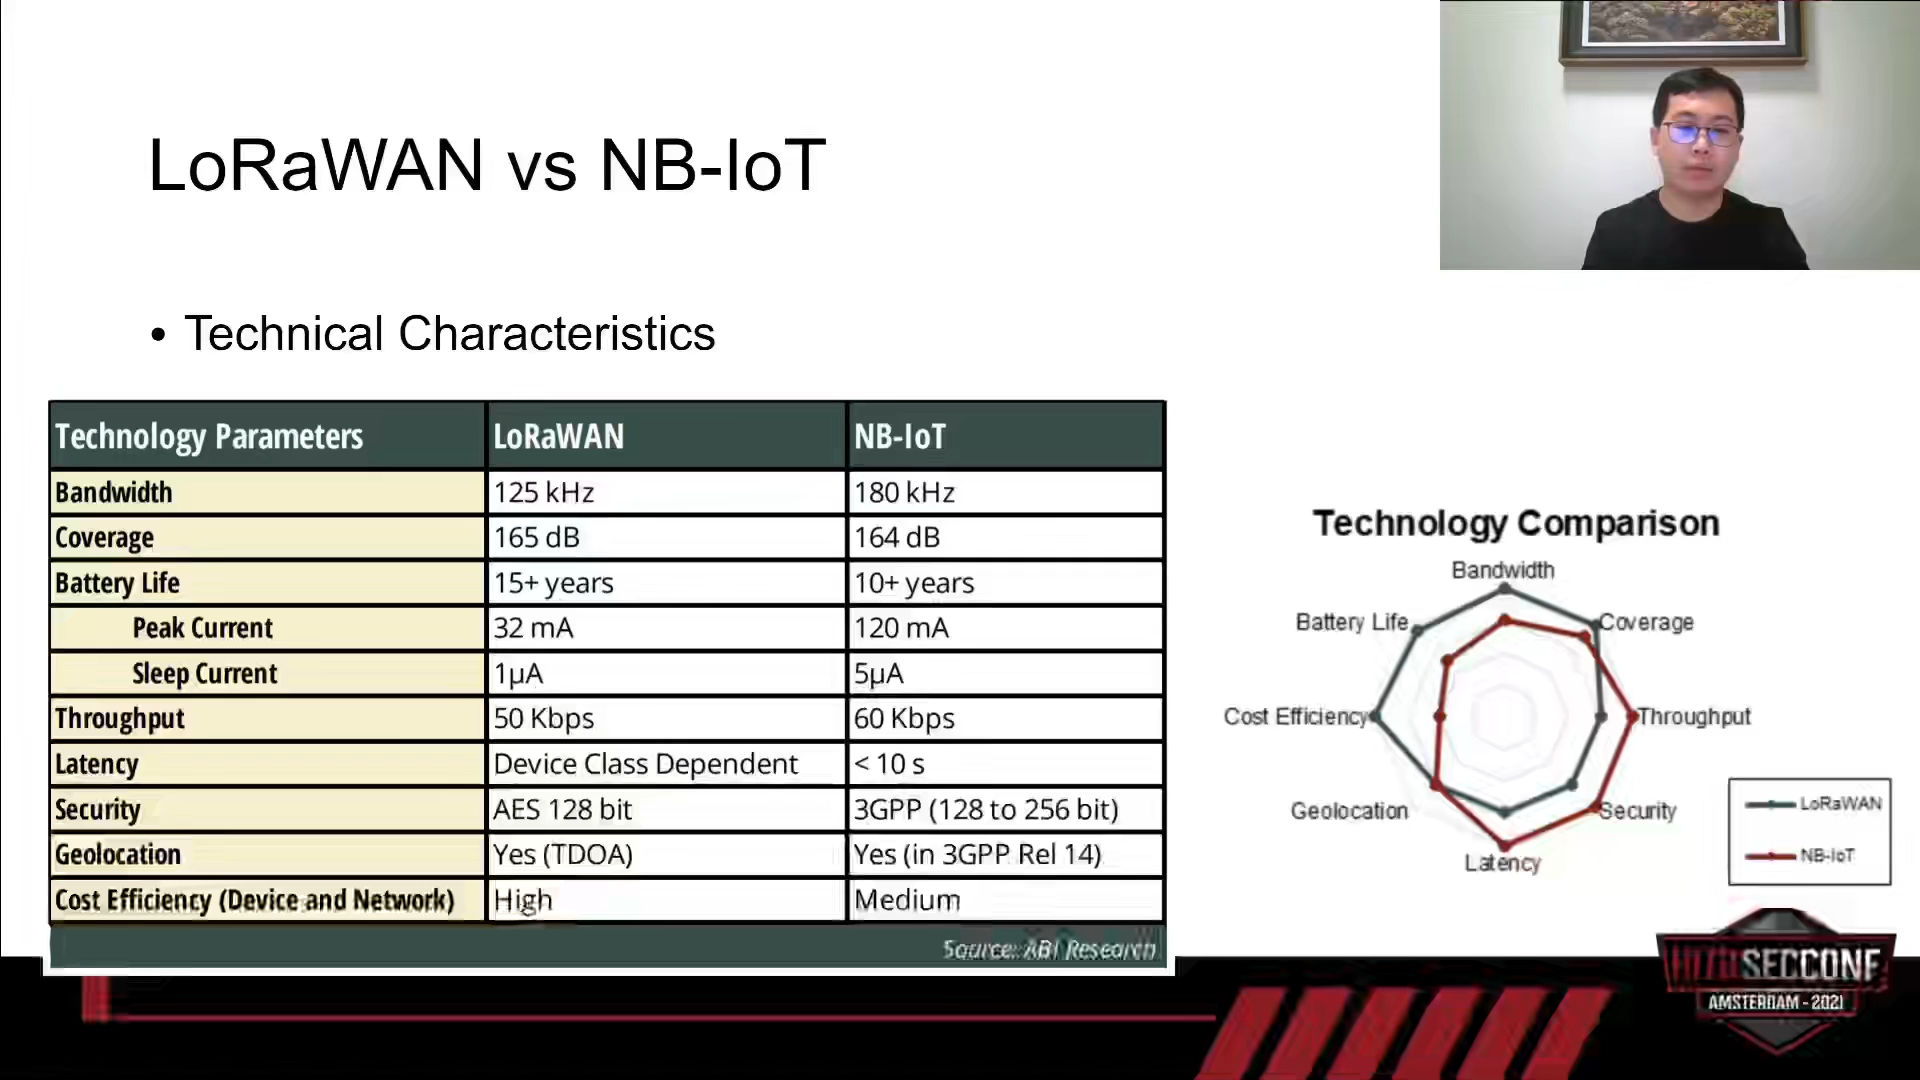 LoRaWAN vs NB-IoT
• Technical Characteristics
Technology Parameters LoRaWAN NB-IoT
Bandwidth 125 kHz 180 kHz
Coverage 165 dB 164 dB
Battery Life 15+ years 10+ years
Peak Current 32 mA 120 mA
Sleep Current 1µA 5µA
Throughput 50 Kbps 60 Kbps
Latency Device Class Dependent < 10 s
Security AES 128 bit 3GPP (128 to 256 bit)
Geolocation Yes (TDOA) Yes (in 3GPP Rel 14)
Cost Efficiency (Device and Network) High Medium
Source: ABI Research
Technology Comparison
Bandwidth
Battery Life
Coverage
Cost Efficiency
Throughput
Geolocation
Security
Latency
LoRaWAN
NB-IoT
HITB SECCONF
AMSTERDAM - 2021